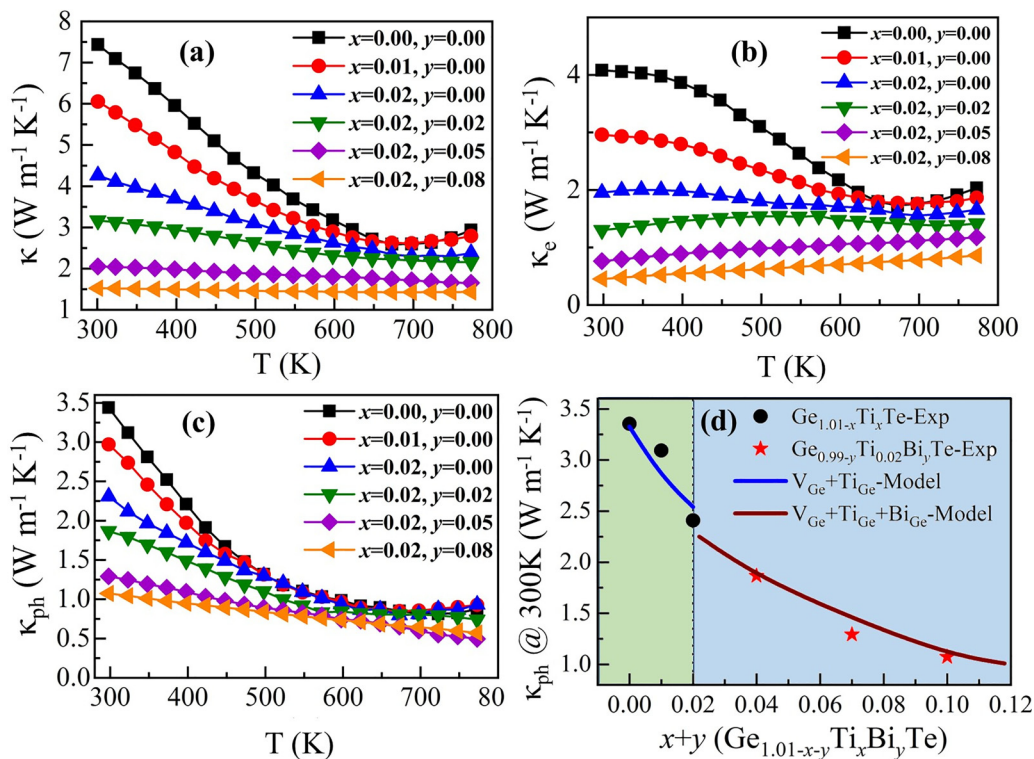 (a)
κ (W m⁻¹ K⁻¹)
8
7
6
5
4
3
2
1
x=0.00, y=0.00
x=0.01, y=0.00
x=0.02, y=0.00
x=0.02, y=0.02
x=0.02, y=0.05
x=0.02, y=0.08
300 400 500 600 700 800
T (K)
(b)
κe (W m⁻¹ K⁻¹)
4
2
0
x=0.00, y=0.00
x=0.01, y=0.00
x=0.02, y=0.00
x=0.02, y=0.02
x=0.02, y=0.05
x=0.02, y=0.08
300 400 500 600 700 800
T (K)
(c)
κph (W m⁻¹ K⁻¹)
3.5
3.0
2.5
2.0
1.5
1.0
0.5
0.0
x=0.00, y=0.00
x=0.01, y=0.00
x=0.02, y=0.00
x=0.02, y=0.02
x=0.02, y=0.05
x=0.02, y=0.08
300 400 500 600 700 80
T (K)
(d)
κph @ 300K (W m⁻¹ K⁻¹)
3.5
3.0
2.5
2.0
1.5
1.0
Ge1.01-xTixTe-Exp
Ge0.99-yTi0.02BiyTe-Exp
VGe+TiGe-Model
VGe+TiGe+BiGe-Model
0.00 0.02 0.04 0.06 0.08 0.10 0.12
x+y (Ge1.01-x-yTixBiyTe)